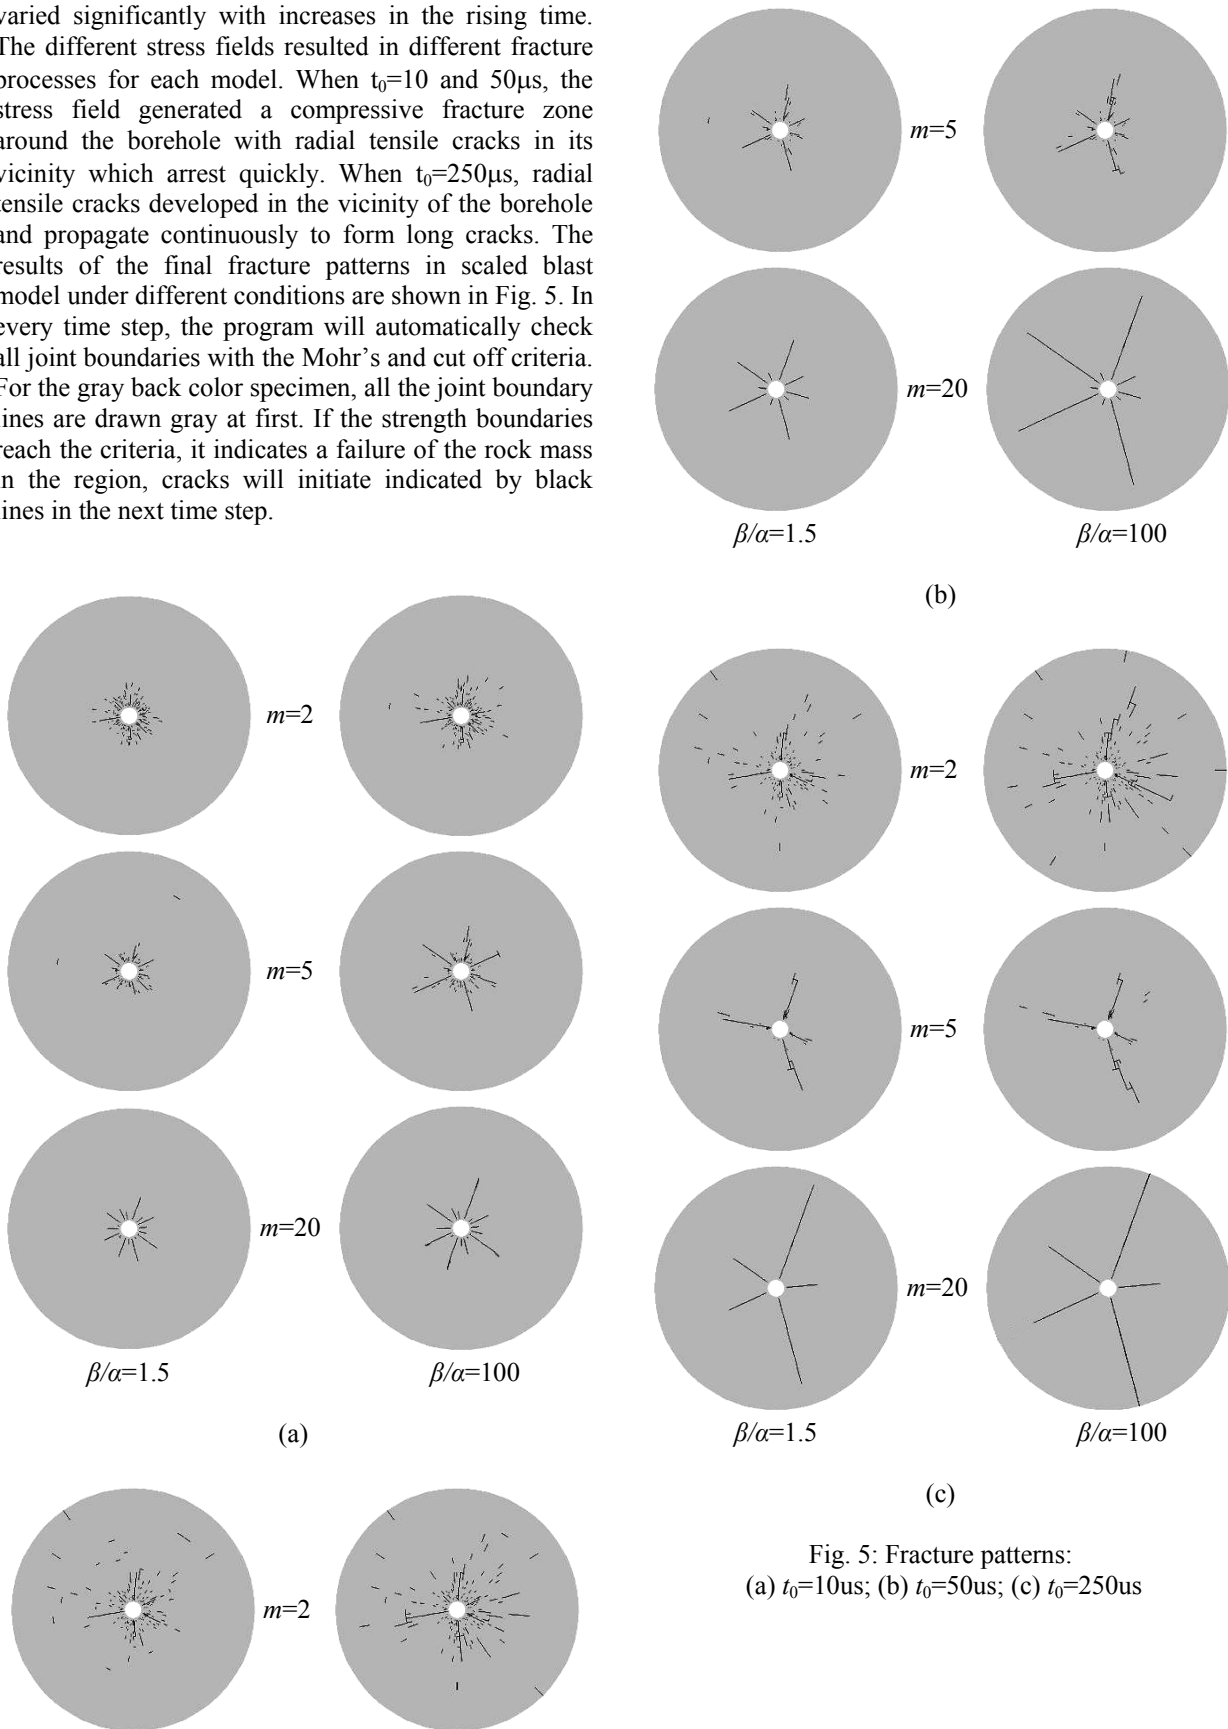 varied significantly with increases in the rising time.
The different stress fields resulted in different fracture
processes for each model. When t₀=10 and 50μs, the
stress field generated a compressive fracture zone
around the borehole with radial tensile cracks in its
vicinity which arrest quickly. When t₀=250μs, radial
tensile cracks developed in the vicinity of the borehole
and propagate continuously to form long cracks. The
results of the final fracture patterns in scaled blast
model under different conditions are shown in Fig. 5. In
every time step, the program will automatically check
all joint boundaries with the Mohr's and cut off criteria.
For the gray back color specimen, all the joint boundary
lines are drawn gray at first. If the strength boundaries
reach the criteria, it indicates a failure of the rock mass
in the region, cracks will initiate indicated by black
lines in the next time step.
m=2
m=5
m=20
β/α=1.5 β/α=100
(a)
m=2
m=5
m=20
β/α=1.5 β/α=100
(b)
m=2
m=5
m=20
β/α=1.5 β/α=100
(c)
Fig. 5: Fracture patterns:
(a) t₀=10us; (b) t₀=50us; (c) t₀=250us